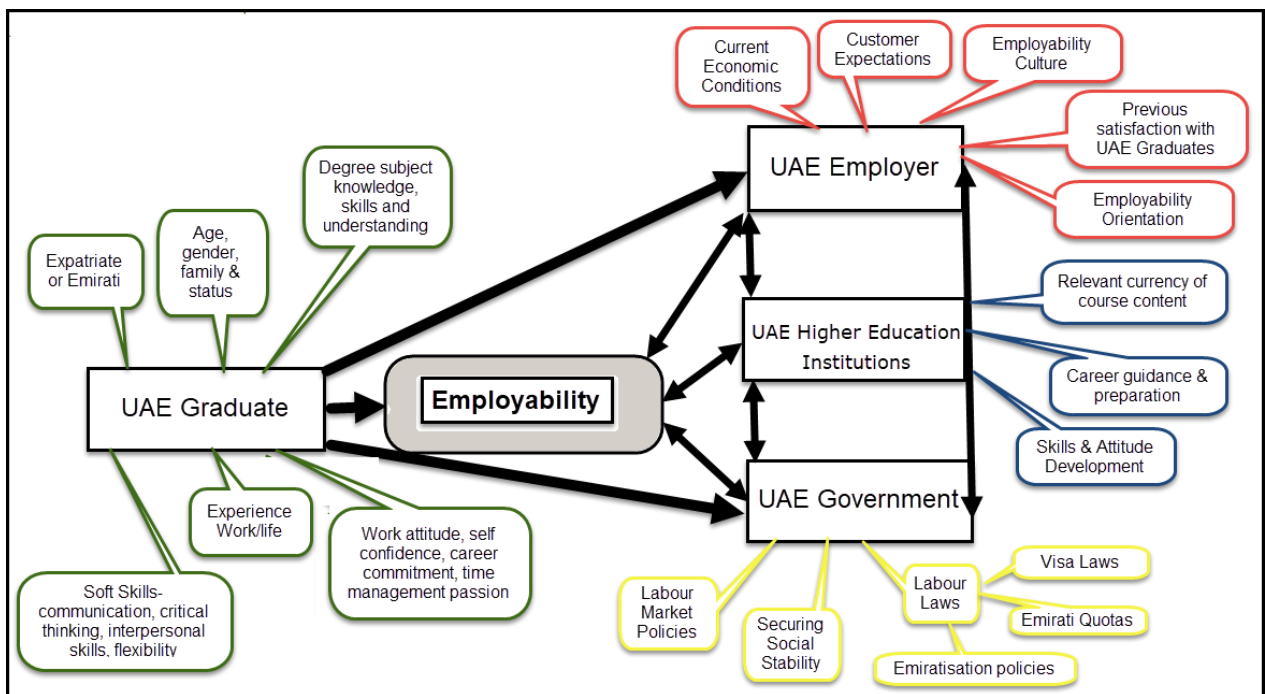 Current
Economic
Conditions
Customer
Expectations
Employability
Culture
Previous
satisfaction with
UAE Graduates
Employability
Orientation
UAE Employer
Degree subject
knowledge,
skills and
understanding
Age,
gender,
family &
status
Expatriate
or Emirati
UAE Graduate
Employability
UAE Higher Education
Institutions
Relevant currency of
course content
Career guidance &
preparation
Skills & Attitude
Development
UAE Government
Experience
Work/life
Work attitude, self
confidence, career
commitment, time
management passion
Soft Skills-
communication, critical
thinking, interpersonal
skills, flexibility
Labour
Market
Policies
Securing
Social
Stability
Labour
Laws
Visa Laws
Emirati Quotas
Emiratisation policies